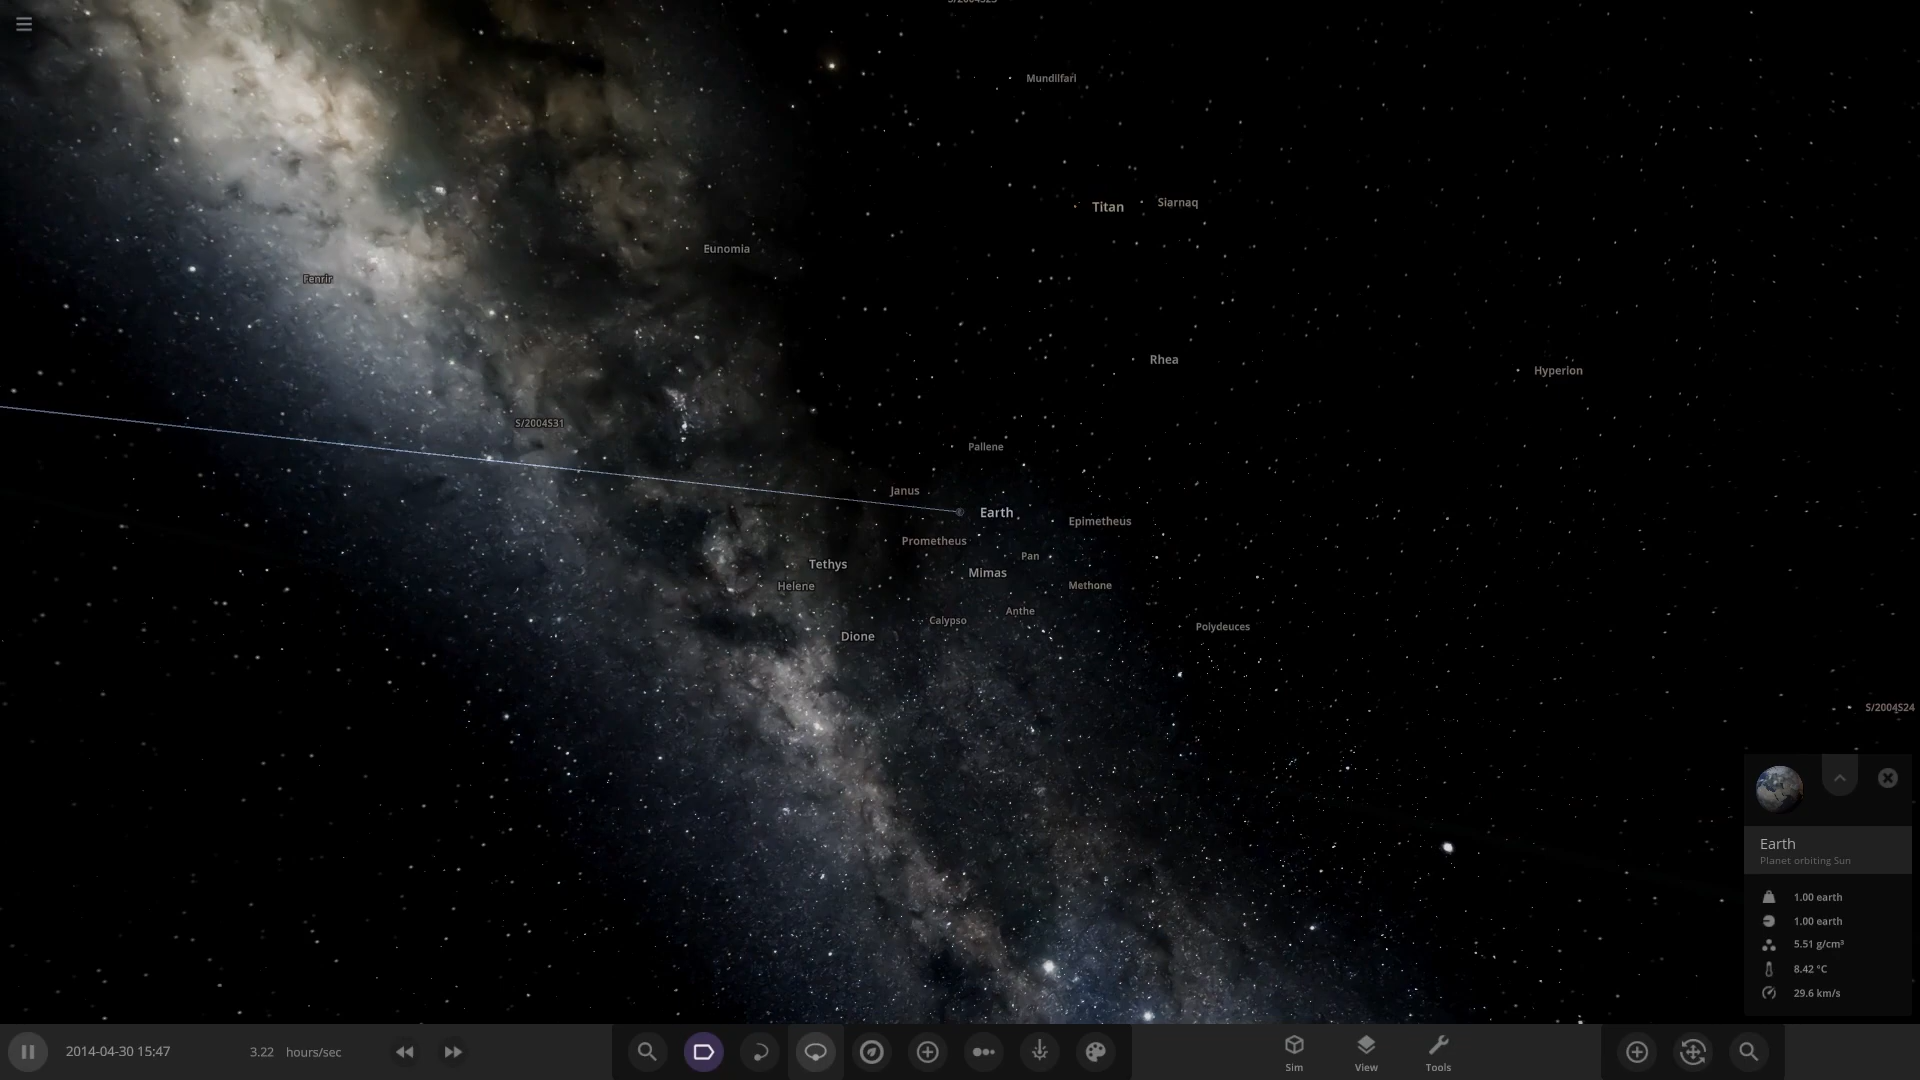 Mundilfari
Titan
Siarnaq
Eunomia
Fenrir
Rhea
Hyperion
S/2004S31
Pallene
Janus
Earth
Epimetheus
Prometheus
Pan
Tethys
Mimas
Helene
Methone
Anthe
Calypso
Polydeuces
Dione
S/2004S24
Earth
Planet orbiting Sun
1.00 earth
1.00 earth
5.51 g/cm³
8.42 °C
29.6 km/s
2014-04-30 15:47
3.22 hours/sec
Sim
View
Tools